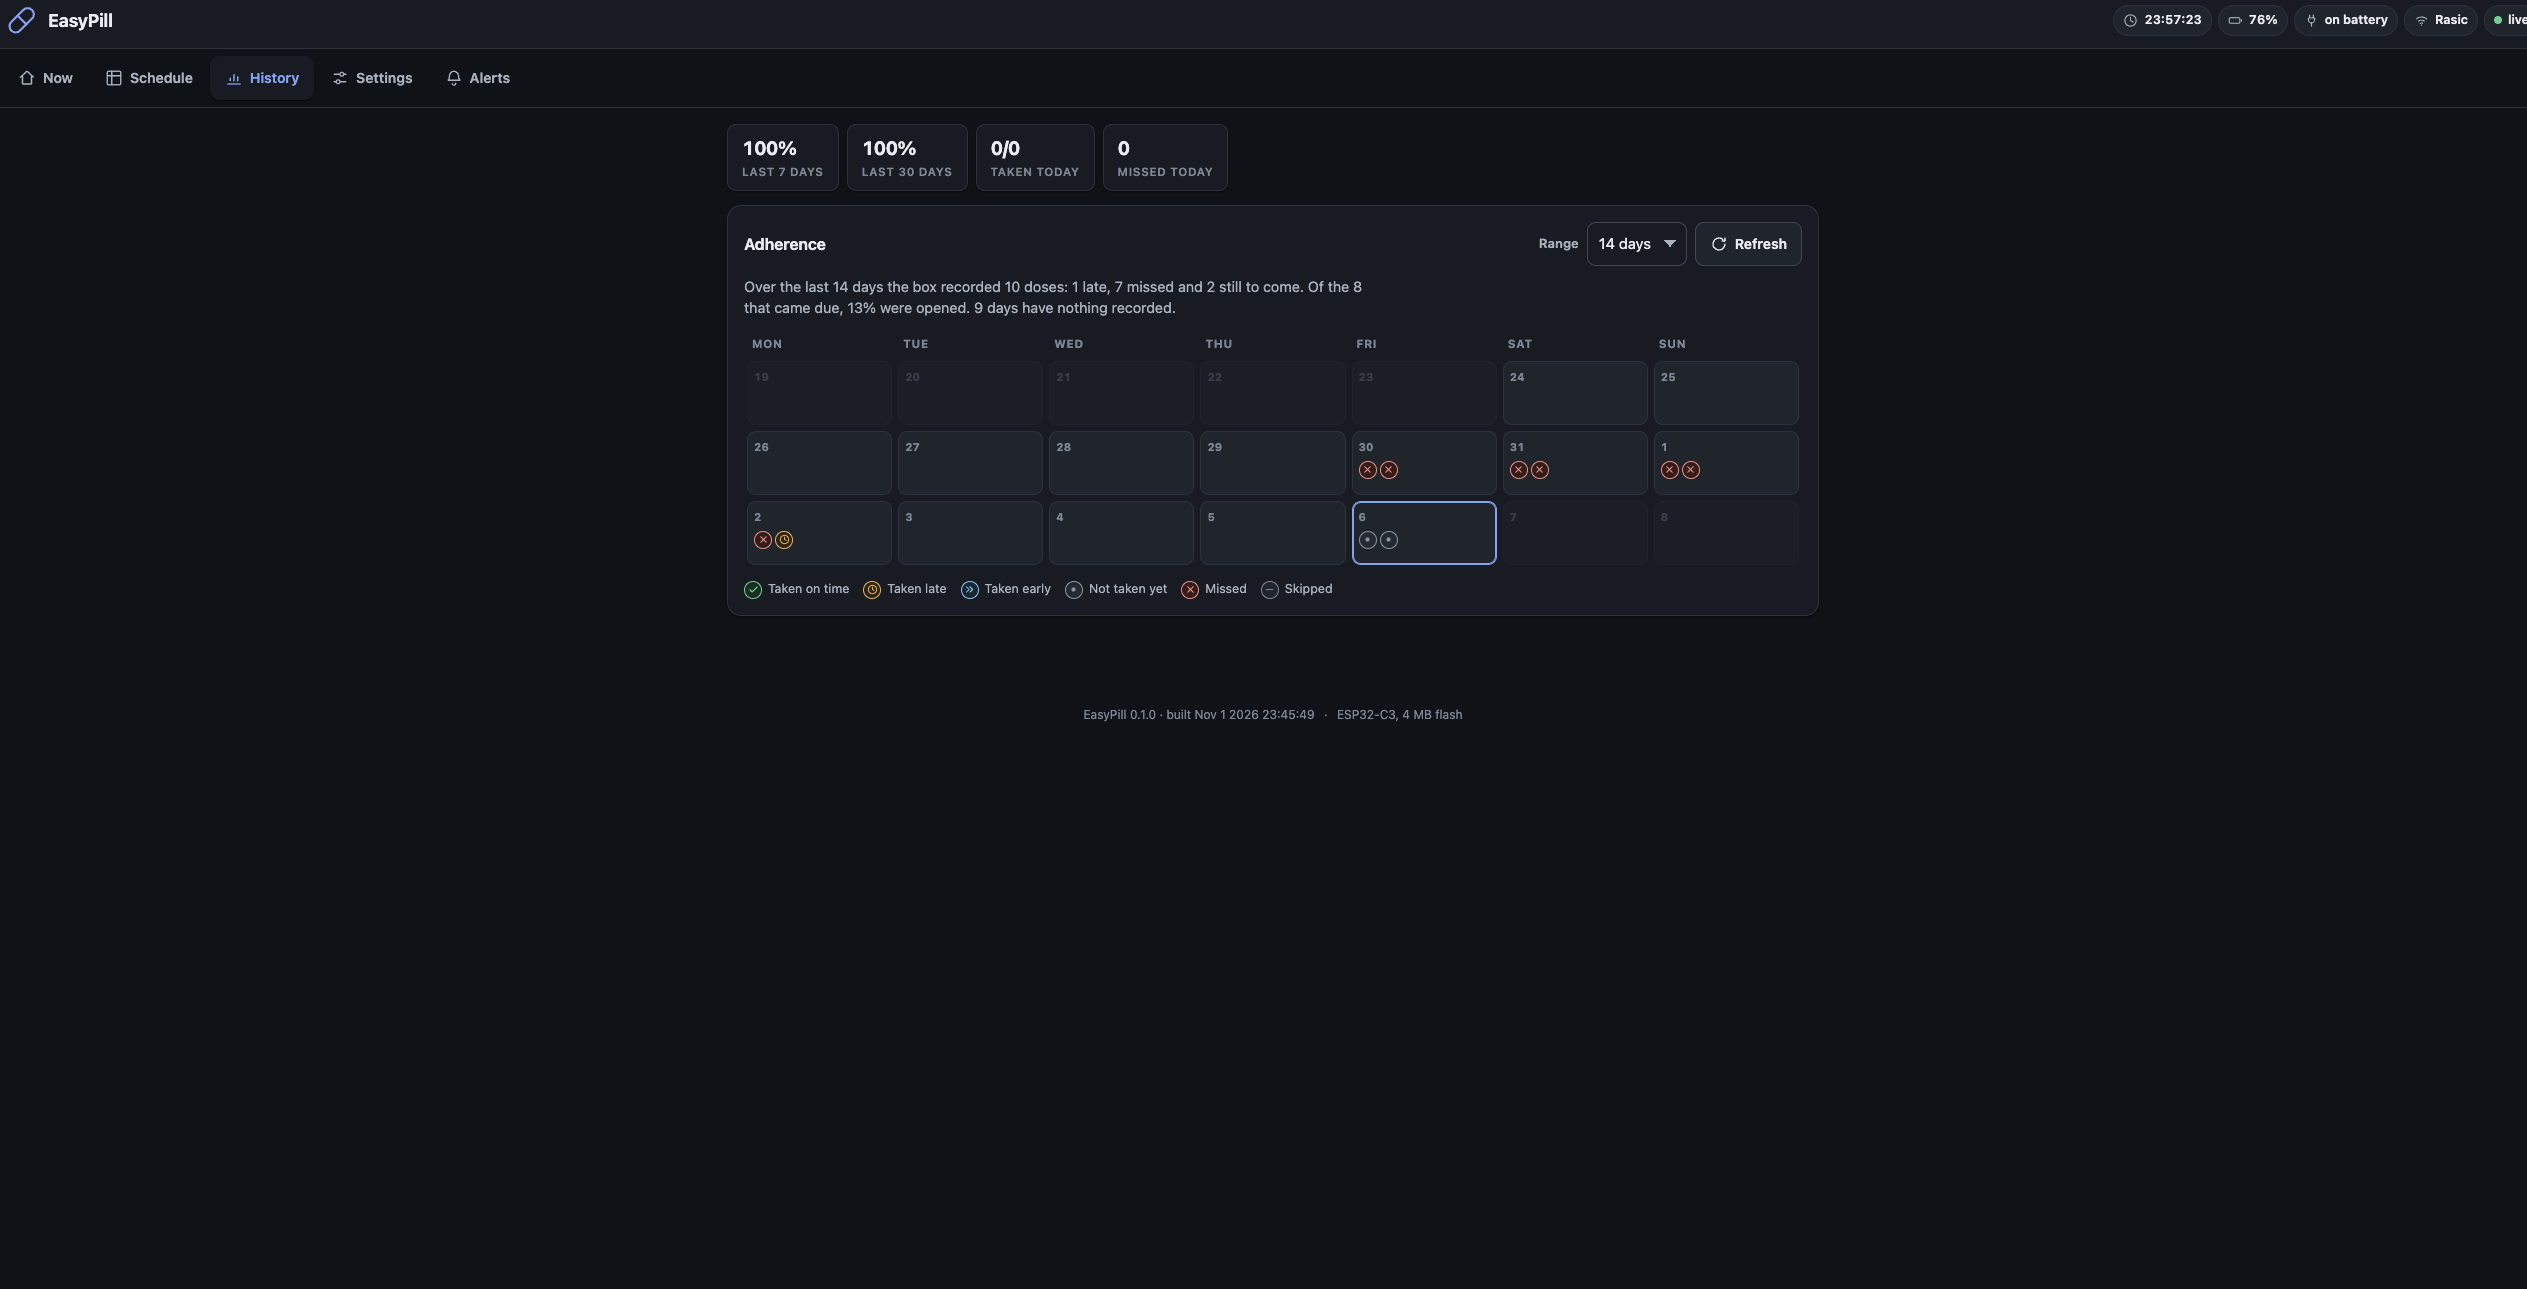 EasyPill
23:57:23
76%
on battery
Rasic
live
Now
Schedule
History
Settings
Alerts
100%
LAST 7 DAYS
100%
LAST 30 DAYS
0/0
TAKEN TODAY
0
MISSED TODAY
Adherence
Range
14 days
Refresh
Over the last 14 days the box recorded 10 doses: 1 late, 7 missed and 2 still to come. Of the 8
that came due, 13% were opened. 9 days have nothing recorded.
MON TUE WED THU FRI SAT SUN
19 20 21 22 23 24 25
26 27 28 29 30 31 1
2 3 4 5 6 7 8
Taken on time Taken late Taken early Not taken yet Missed Skipped
EasyPill 0.1.0 · built Nov 1 2026 23:45:49 · ESP32-C3, 4 MB flash